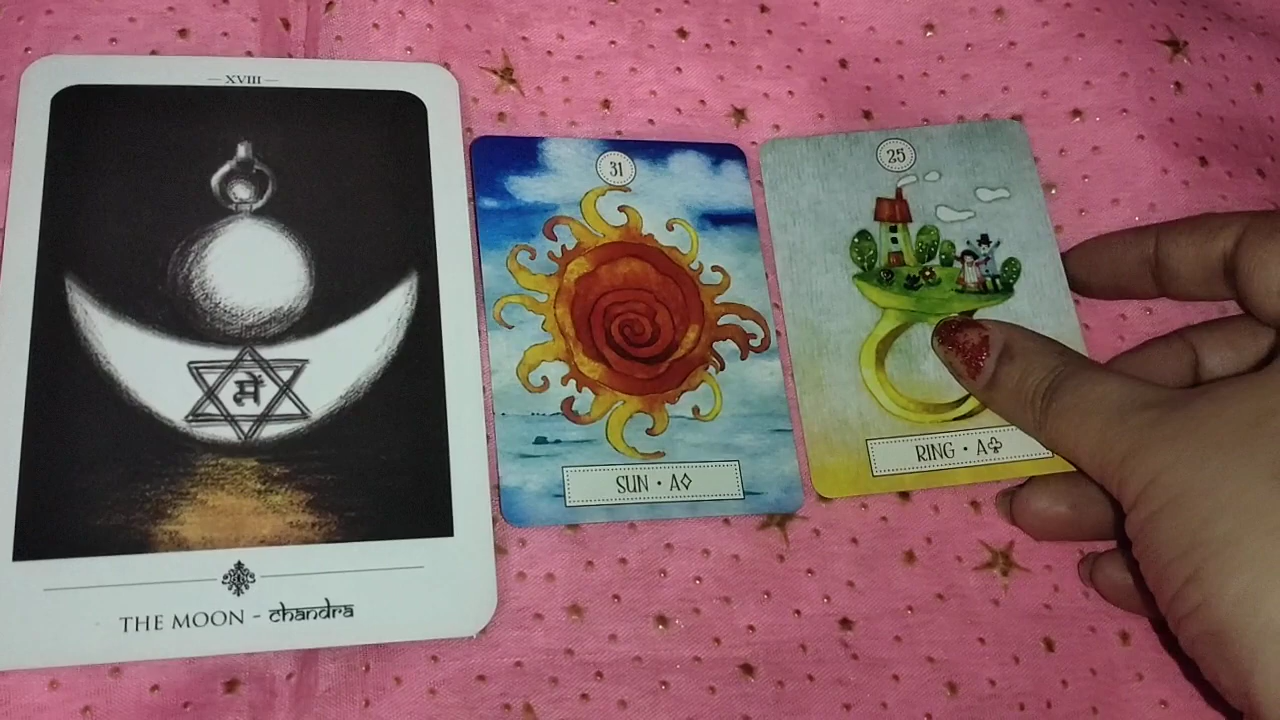 — XVIII —
में
THE MOON - chandra
31
SUN • A♢
25
RING • A♧